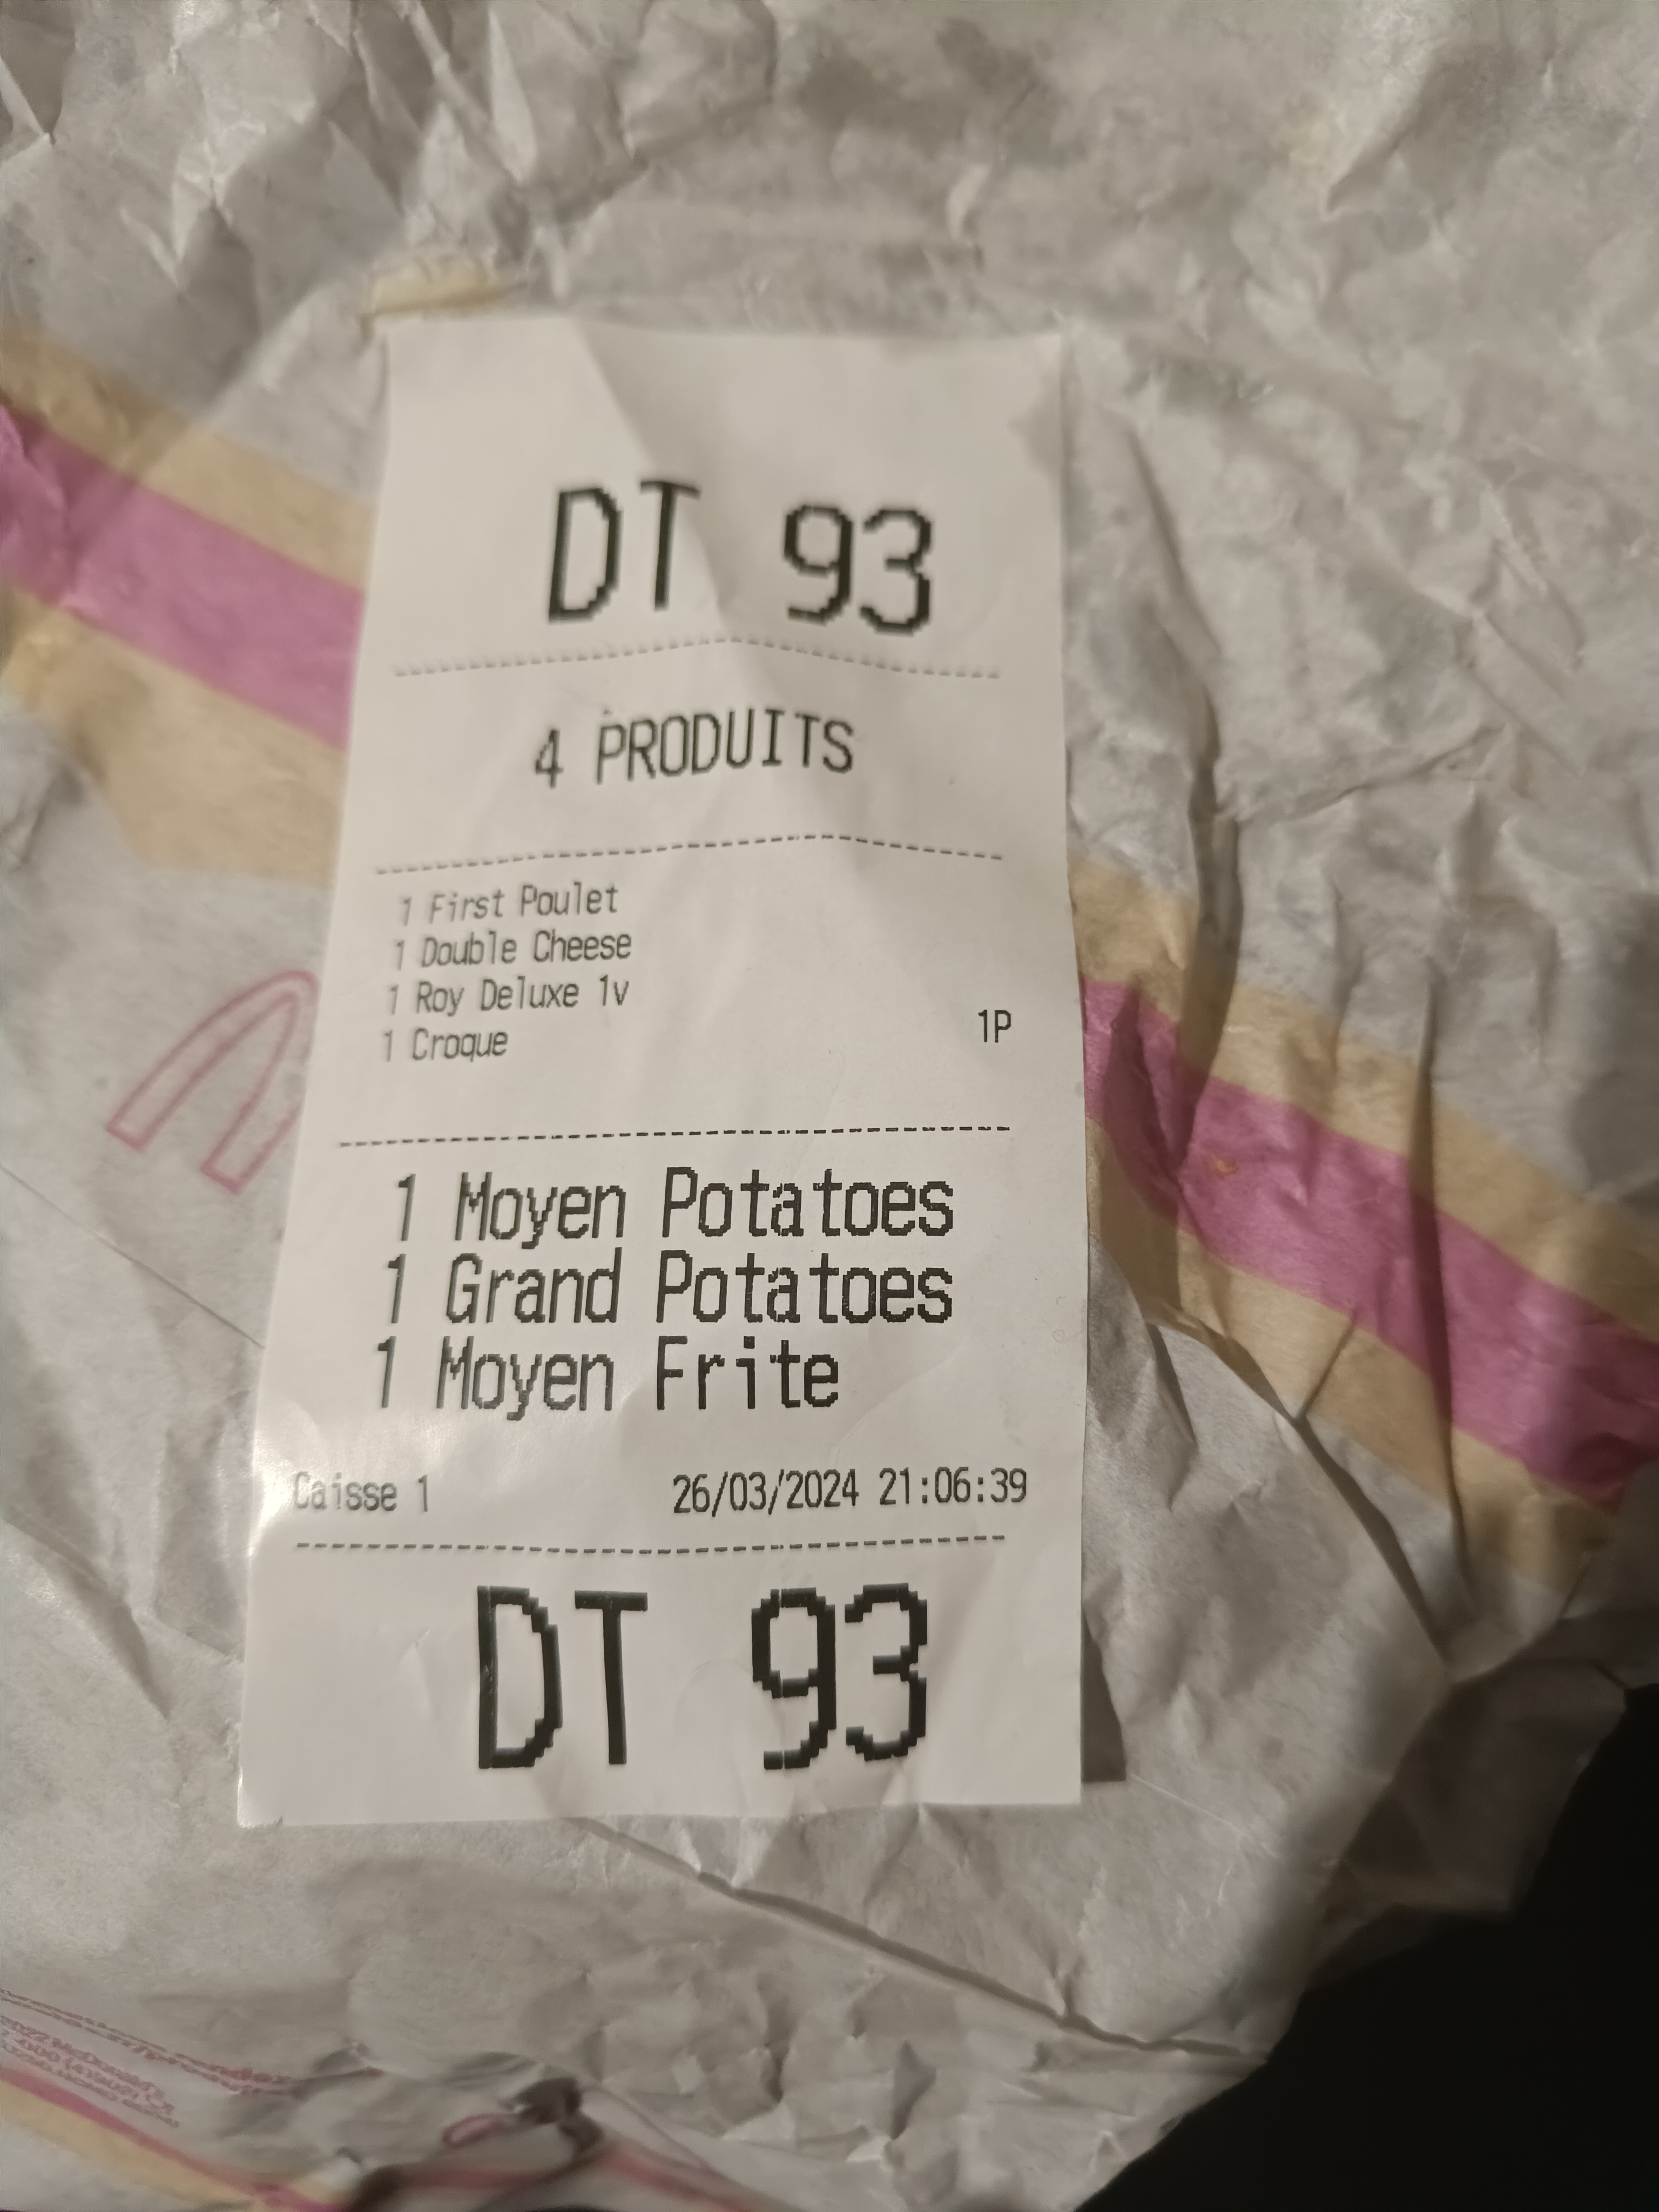 DT 93
4 PRODUITS
1 First Poulet
1 Double Cheese
1 Roy Deluxe 1v
1P
1 Croque
1 Moyen Potatoes
1 Grand Potatoes
1 Moyen Frite
Caisse 1 26/03/2024 21:06:39
DT 93